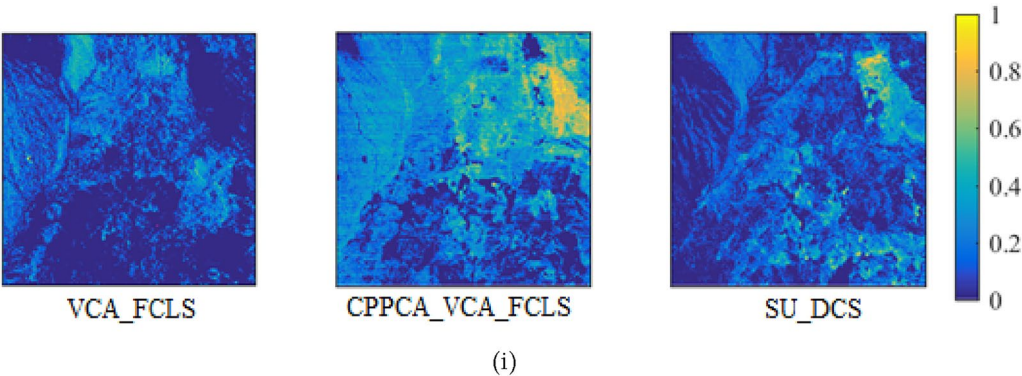 1
0.8
0.6
0.4
0.2
0
VCA_FCLS
CPPCA_VCA_FCLS
SU_DCS
(i)